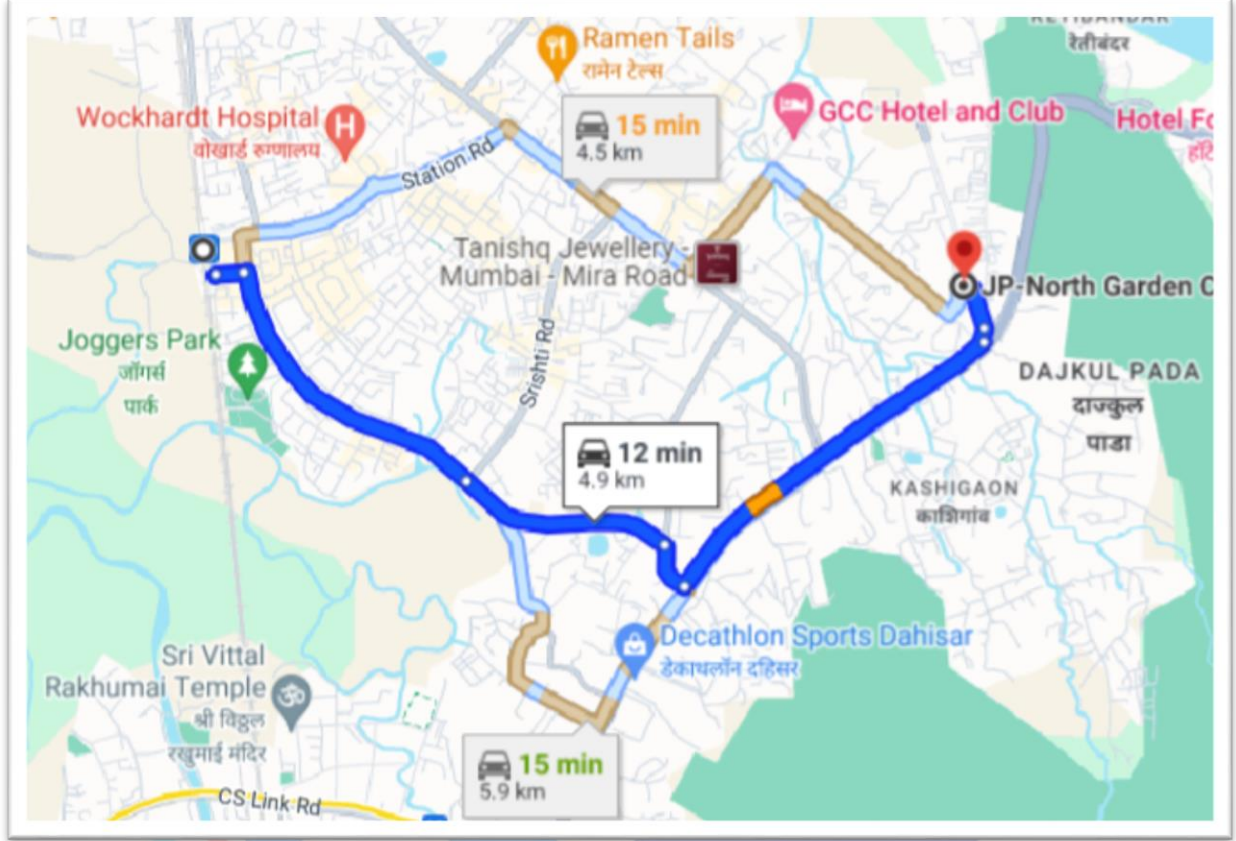 Ramen Tails
रामेन टेल्स
रेतीबंदर
Wockhardt Hospital
वोखार्ड रुग्णालय
15 min
4.5 km
GCC Hotel and Club
Hotel
Station Rd
Tanishq Jewellery -
Mumbai - Mira Road
JP-North Garden C
Joggers Park
जॉगर्स
पार्क
Srishti Rd
DAJKUL PADA
दाज्कुल
पाडा
12 min
4.9 km
KASHIGAON
काशिगांव
Decathlon Sports Dahisar
डेकाथलॉन दहिसर
Sri Vittal
Rakhumai Temple
श्री विठ्ठल
रखुमाई मंदिर
15 min
5.9 km
CS Link Rd